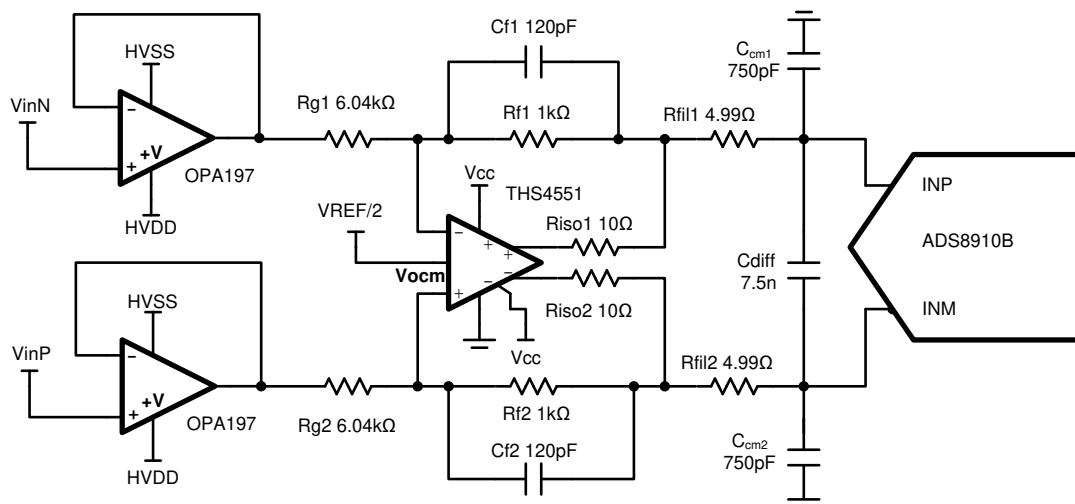 Cf1 120pF
Ccm1
750pF
HVSS
VinN
Rg1 6.04kΩ
Rf1 1kΩ
Rfil1 4.99Ω
−
+V
+
OPA197
HVDD
Vcc
THS4551
VREF/2
INP
−
+
+
Riso1 10Ω
ADS8910B
Vocm
−
−
+
Cdiff
7.5n
Riso2 10Ω
INM
HVSS
Vcc
VinP
Rfil2 4.99Ω
−
+V
+
OPA197
Rg2 6.04kΩ
Rf2 1kΩ
HVDD
Cf2 120pF
Ccm2
750pF